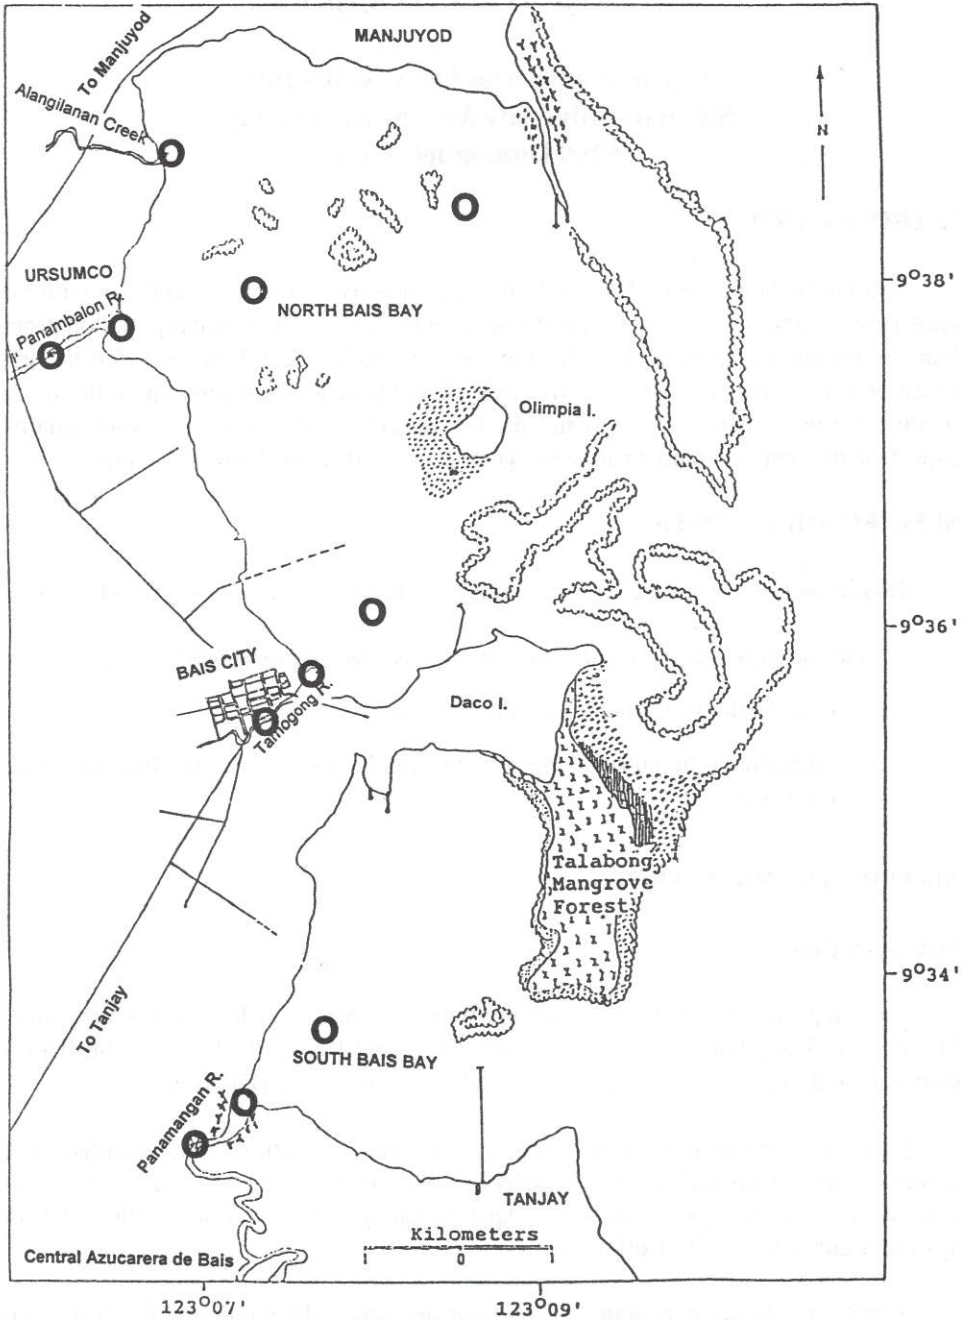 MANJUYOD
To Manjuyod
Alangilanan Creek
N
URSUMCO
Panambalon R.
9°38'
NORTH BAIS BAY
Olimpia I.
9°36'
BAIS CITY
Tamogong R.
Daco I.
Talabong
Mangrove
Forest
9°34'
To Tanjay
SOUTH BAIS BAY
Panamangan R.
TANJAY
Kilometers
0
Central Azucarera de Bais
123°07'
123°09'